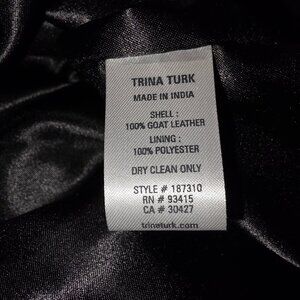 TRINA TURK
MADE IN INDIA
SHELL :
100% GOAT LEATHER
LINING :
100% POLYESTER
DRY CLEAN ONLY
STYLE # 187310
RN # 93415
CA # 30427
trinaturk.com